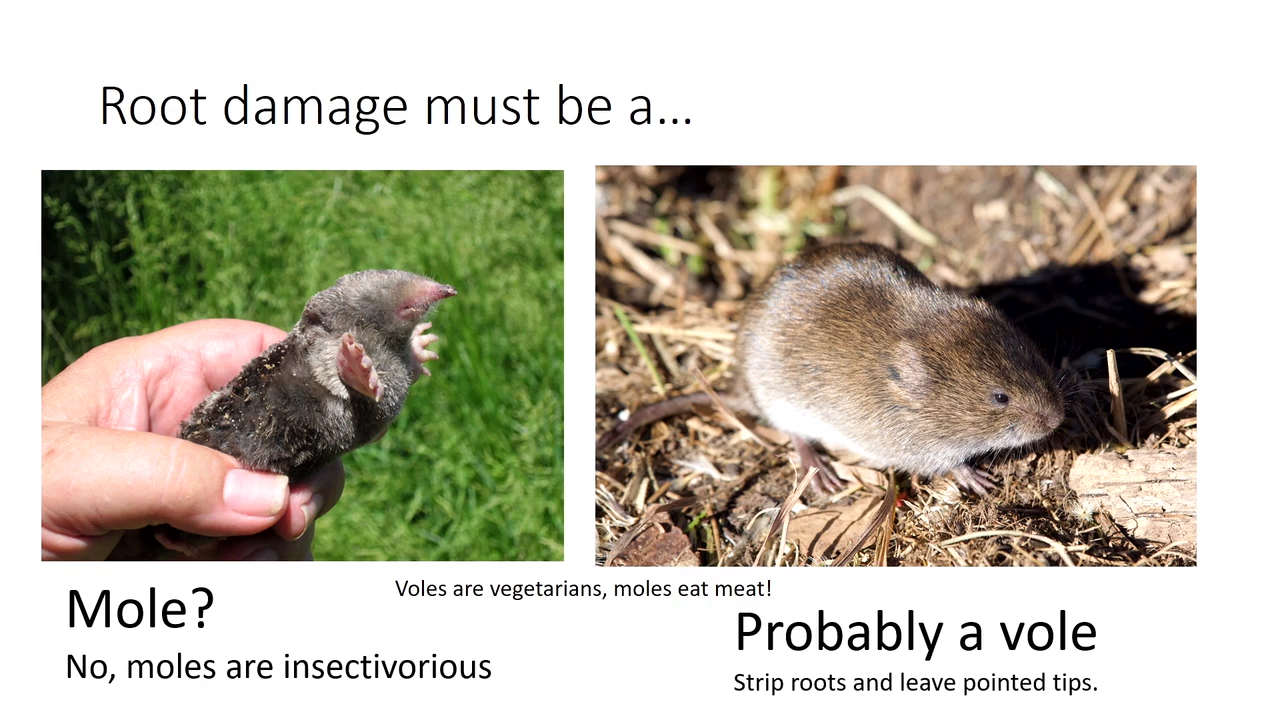 Root damage must be a...
Voles are vegetarians, moles eat meat!
Mole?
No, moles are insectivorious
Probably a vole
Strip roots and leave pointed tips.